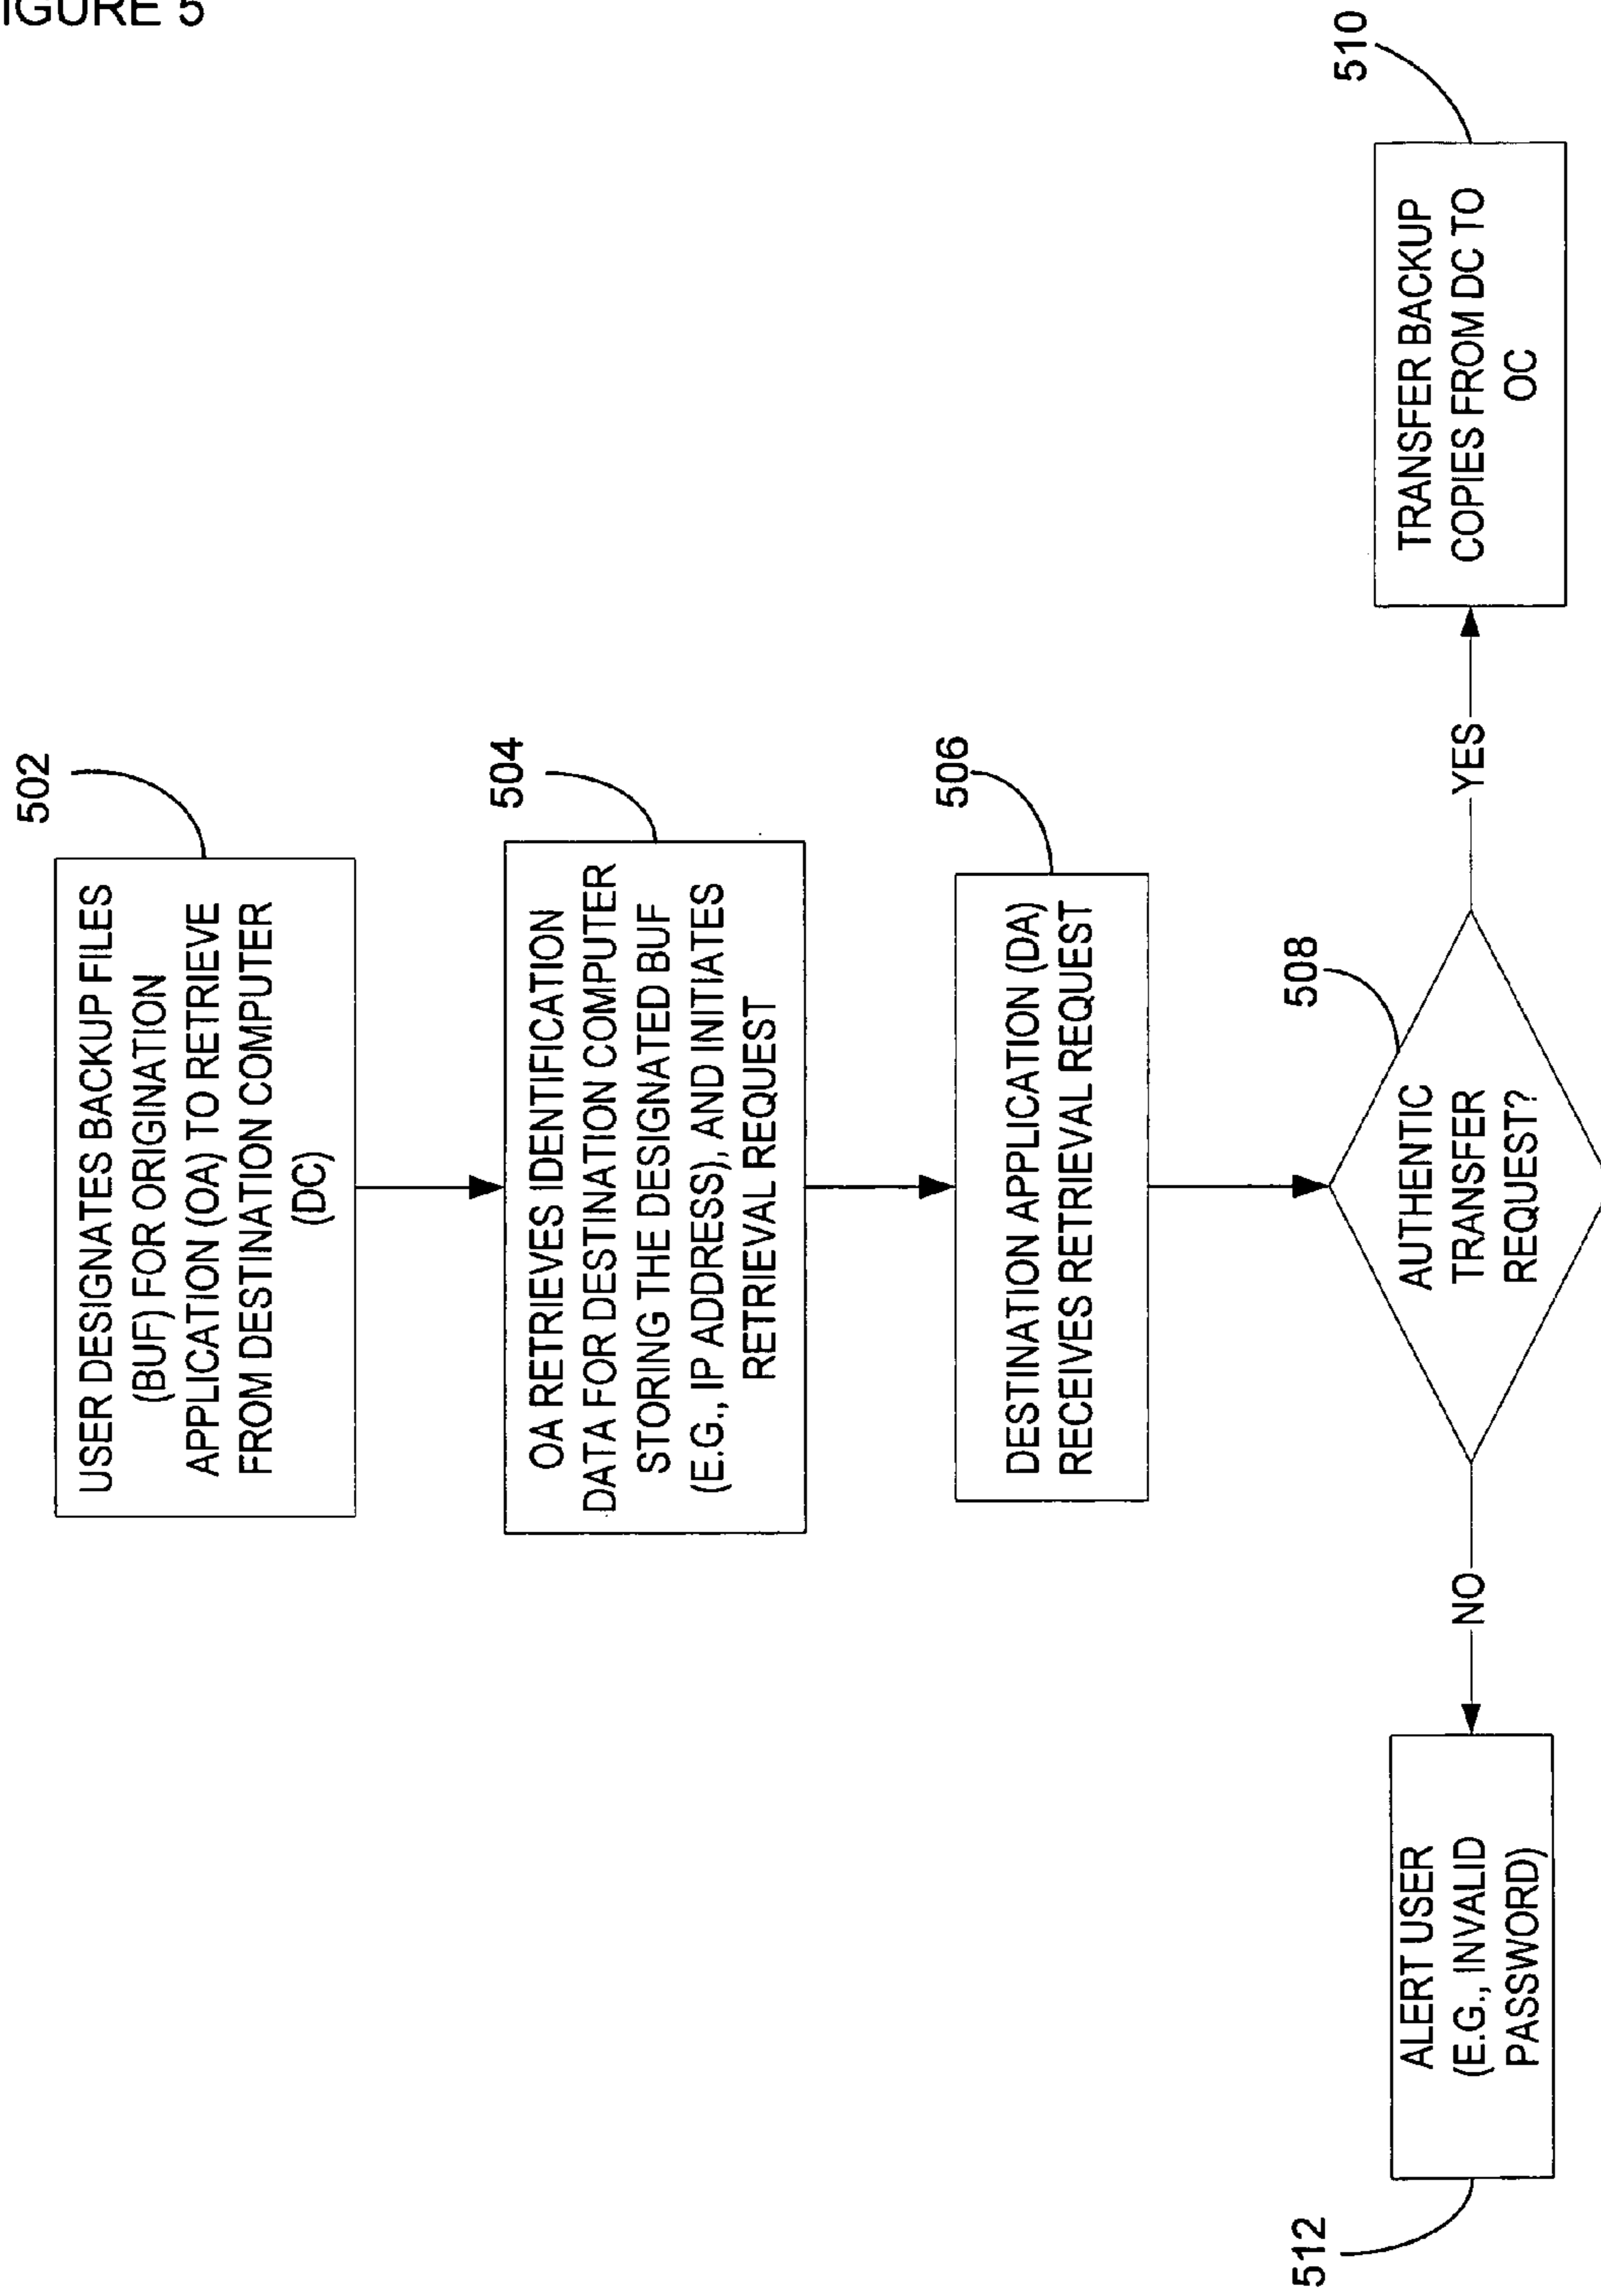 IGURE 5
502
USER DESIGNATES BACKUP FILES
(BUF) FOR ORIGINATION
APPLICATION (OA) TO RETRIEVE
FROM DESTINATION COMPUTER
(DC)
504
OA RETRIEVES IDENTIFICATION
DATA FOR DESTINATION COMPUTER
STORING THE DESIGNATED BUF
(E.G., IP ADDRESS), AND INITIATES
RETRIEVAL REQUEST
506
DESTINATION APPLICATION (DA)
RECEIVES RETRIEVAL REQUEST
508
AUTHENTIC
TRANSFER
REQUEST?
YES
510
TRANSFER BACKUP
COPIES FROM DC TO
OC
NO
512
ALERT USER
(E.G., INVALID
PASSWORD)